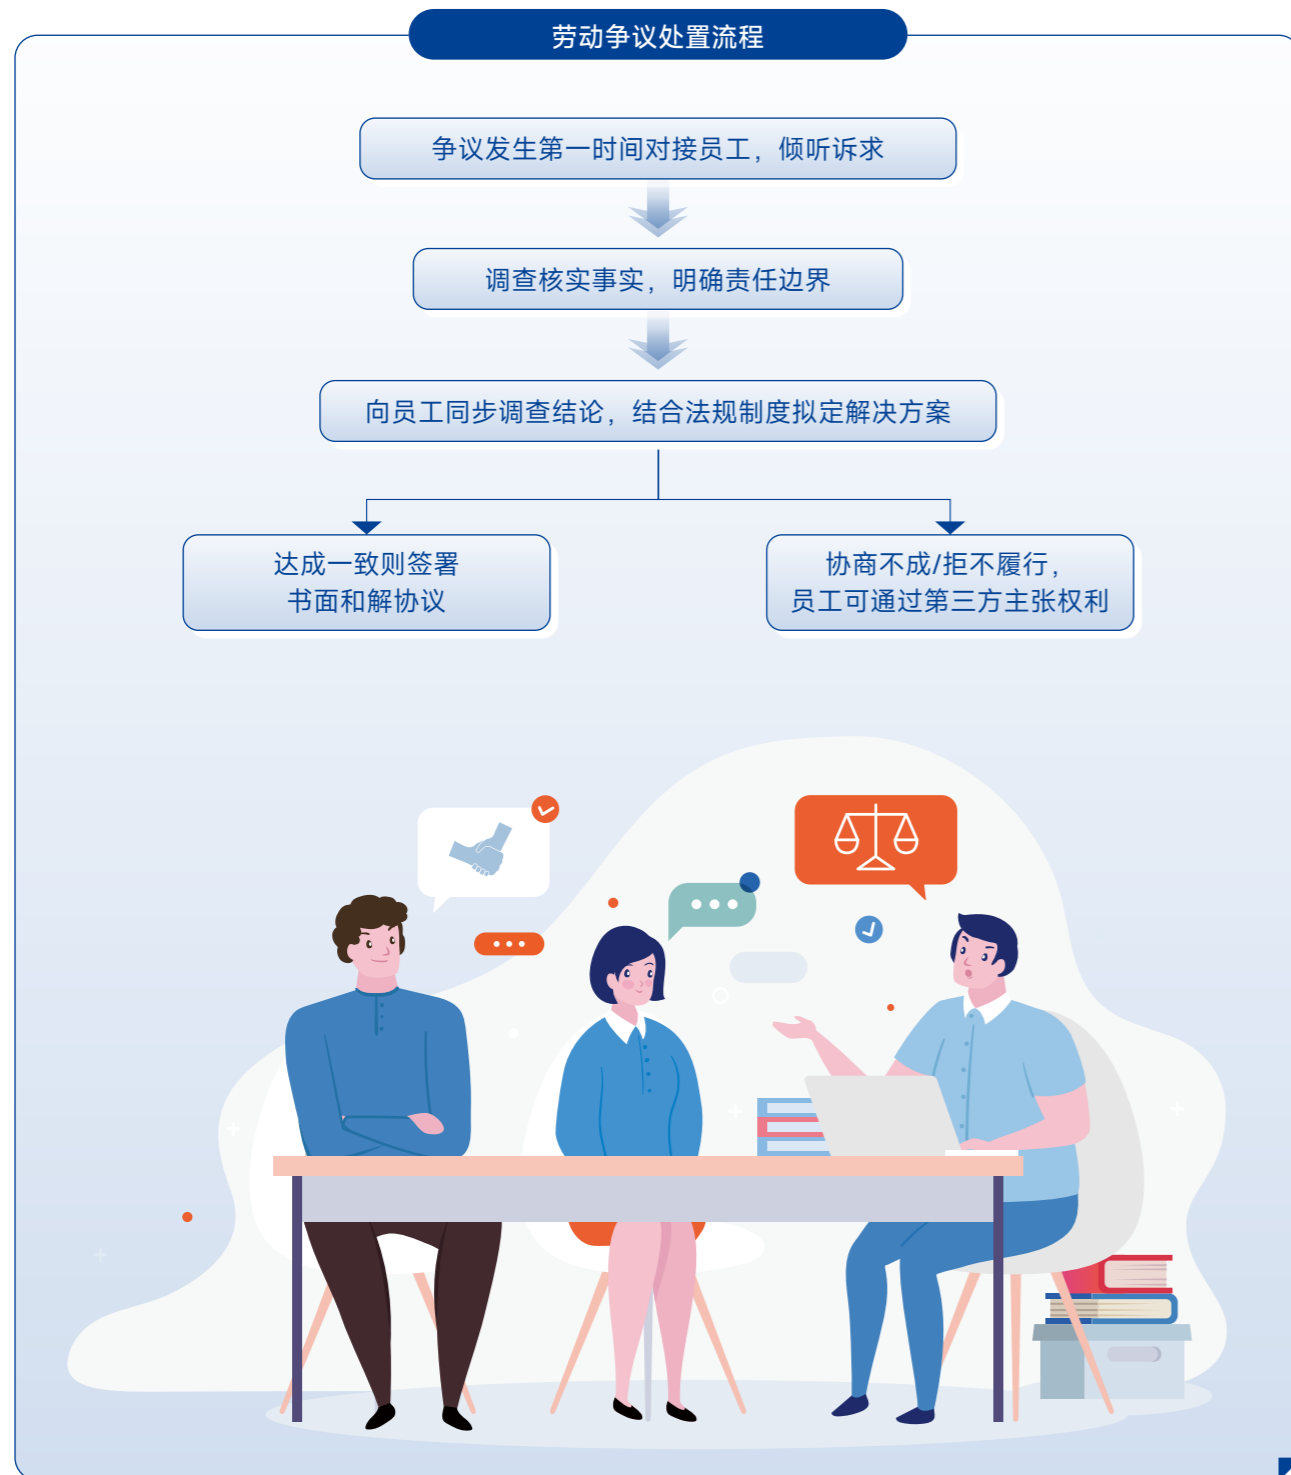 劳动争议处置流程
争议发生第一时间对接员工，倾听诉求
调查核实事实，明确责任边界
向员工同步调查结论，结合法规制度拟定解决方案
达成一致则签署
书面和解协议
协商不成/拒不履行，
员工可通过第三方主张权利